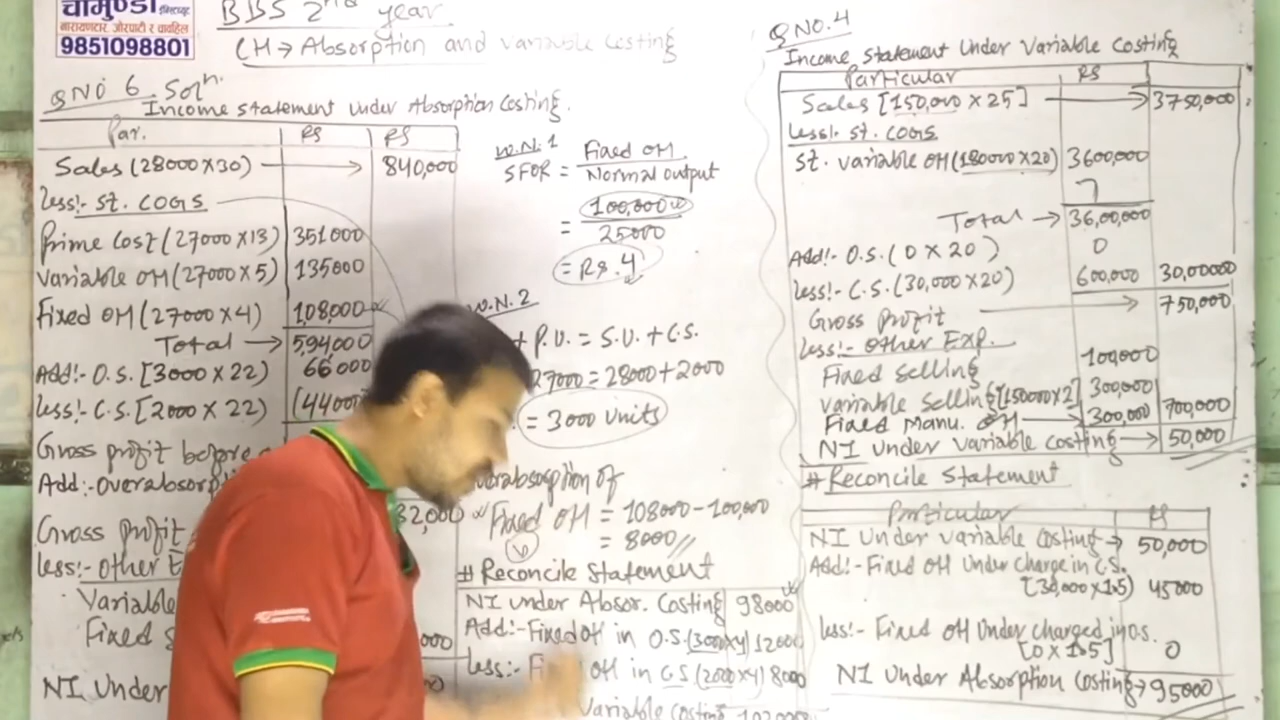 चामुण्डा
नारायणटार, जोरपाटी र चावहिल
9851098801
BBS 2nd year
CH → Absorption and variable Costing
Q NO 6 Soln.
Income statement under Absorption Costing.
Par. RS RS
Sales (28000 X 30) → 840,000
less:- St. COGS
Prime Cost (27000 X 13) 351000
Variable OH (27000 X 5) 135000
Fixed OH (27000 X 4) 108,000
Total → 594000
Add:- O.S. [3000 X 22) 66000
less:- C.S. [2000 X 22) (44000
Gross profit before
Add:- Overabsorp
32,000
Gross profit
less:- Other E
Variable
Fixed S
000
NI Under
W.N.1
SFOR = Fixed OH
Normal output
= 100,000
25000
= Rs. 4
W.N.2
+ P.U. = S.U. + C.S.
27000 = 28000 + 2000
= 3000 Units
Fixed OH = 108000 - 100,000
= 8000
# Reconcile Statement
NI under Absor. Costing 98000
Add:- Fixed OH in O.S. (3000 X 4) 12000
less:- OH in C.S. (2000 X 4) 8000
Variable Costing
Q NO. 4
Income Statement Under Variable Costing
Particular RS
Sales [150,000 X 25] → 3750,000
Less:- St. COGS
St. variable OH (180000 X 20) 3600,000
Total → 36,00,000
Add:- O.S. (0 X 20) 0
less:- C.S. (30,000 X 20) 600,000 30,00000
Gross profit → 750,000
less:- Other Exp.
Fixed Selling 100,000
Variable Selling [150000 X 2] 300,000
Fixed Manu. OH → 300,000 700,000
NI Under Variable Costing → 50,000
# Reconcile Statement
Particular
NI Under Variable Costing → 50,000
Add:- Fixed OH Under Charge in C.S.
[30,000 X 1.5) 45000
less:- Fixed OH Under Charged in O.S.
[0 X 1.5] 0
NI Under Absorption Costing → 95000